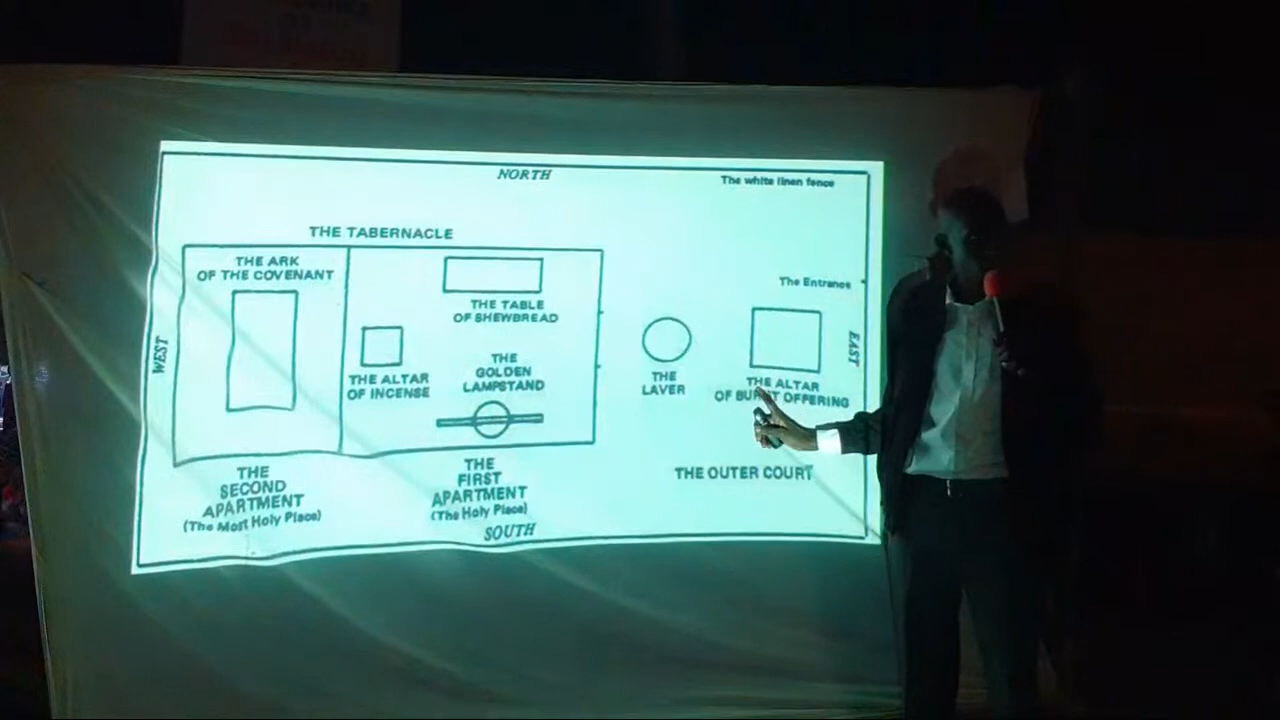 NORTH
The white linen fence
THE TABERNACLE
THE ARK
OF THE COVENANT
THE TABLE
OF SHEWBREAD
The Entrance
WEST
EAST
THE ALTAR
OF INCENSE
THE
GOLDEN
LAMPSTAND
THE
LAVER
THE ALTAR
OF BURNT OFFERING
THE
SECOND
APARTMENT
(The Most Holy Place)
THE
FIRST
APARTMENT
(The Holy Place)
THE OUTER COURT
SOUTH